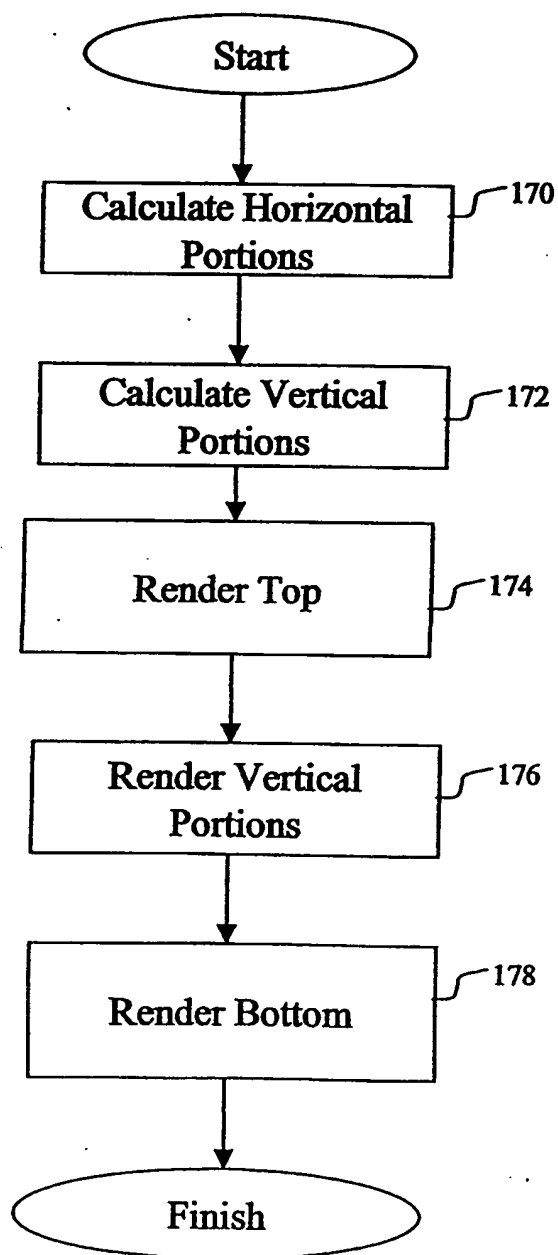 Start
Calculate Horizontal
Portions
170
Calculate Vertical
Portions
172
Render Top
174
Render Vertical
Portions
176
Render Bottom
178
Finish